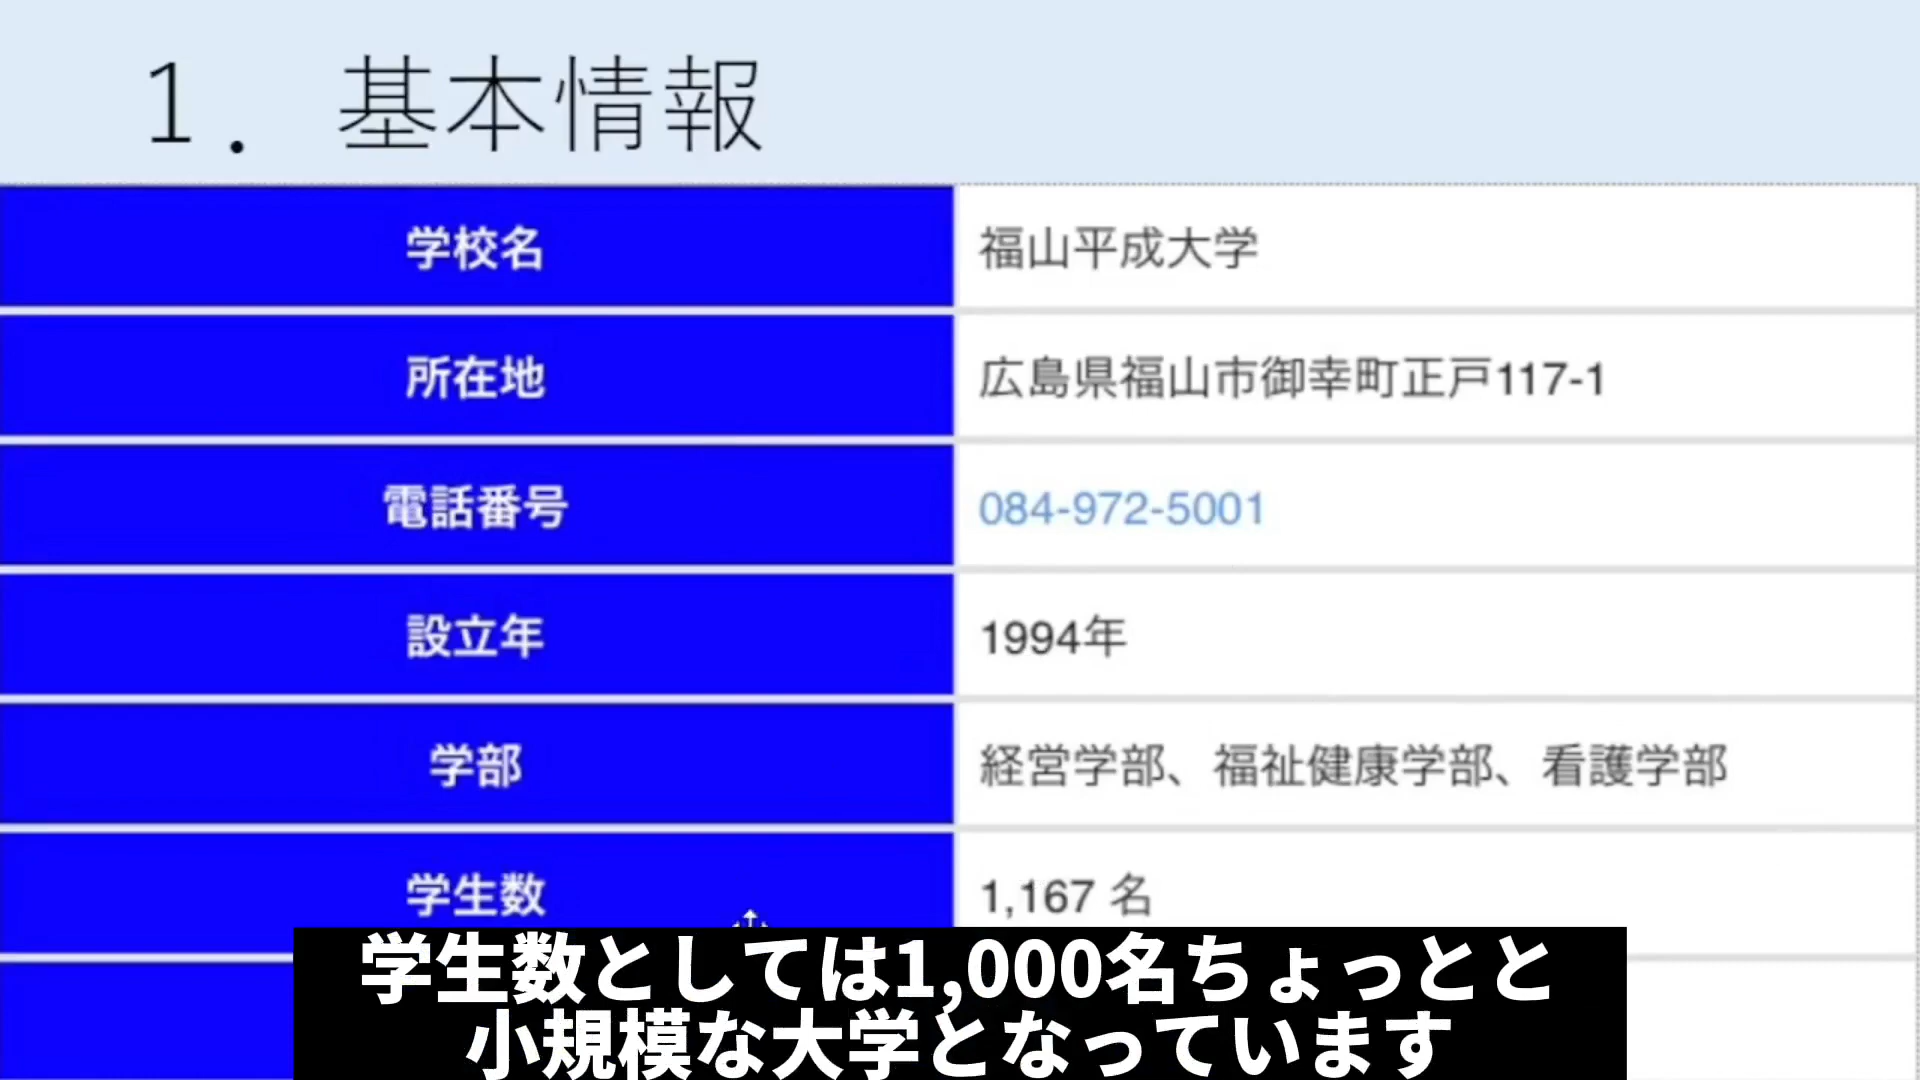 1. 基本情報
学校名 福山平成大学
所在地 広島県福山市御幸町正戸117-1
電話番号 084-972-5001
設立年 1994年
学部 経営学部、福祉健康学部、看護学部
学生数 1,167 名
学生数としては1,000名ちょっとと
小規模な大学となっています